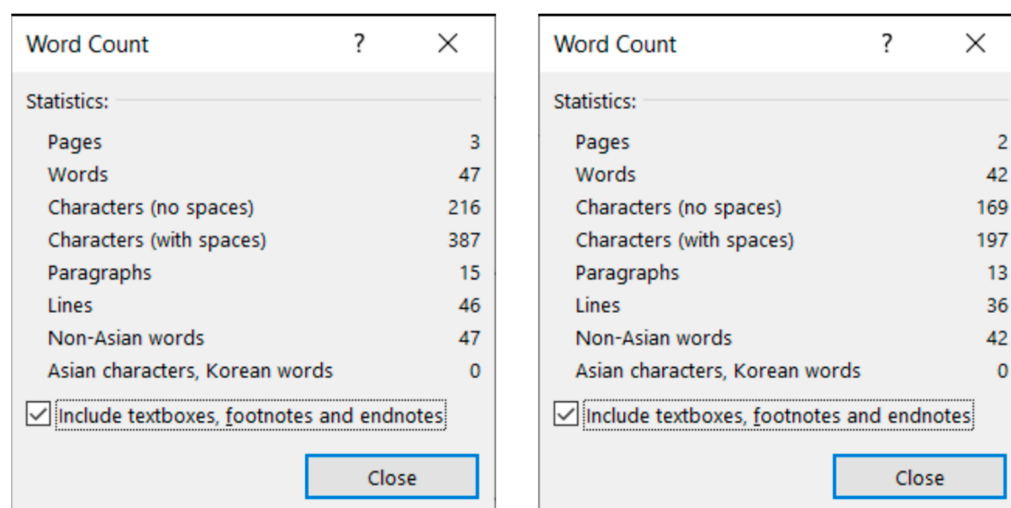 Word Count ? ×
Statistics:
Pages 3
Words 47
Characters (no spaces) 216
Characters (with spaces) 387
Paragraphs 15
Lines 46
Non-Asian words 47
Asian characters, Korean words 0
Include textboxes, footnotes and endnotes
Close
Word Count ? ×
Statistics:
Pages 2
Words 42
Characters (no spaces) 169
Characters (with spaces) 197
Paragraphs 13
Lines 36
Non-Asian words 42
Asian characters, Korean words 0
Include textboxes, footnotes and endnotes
Close